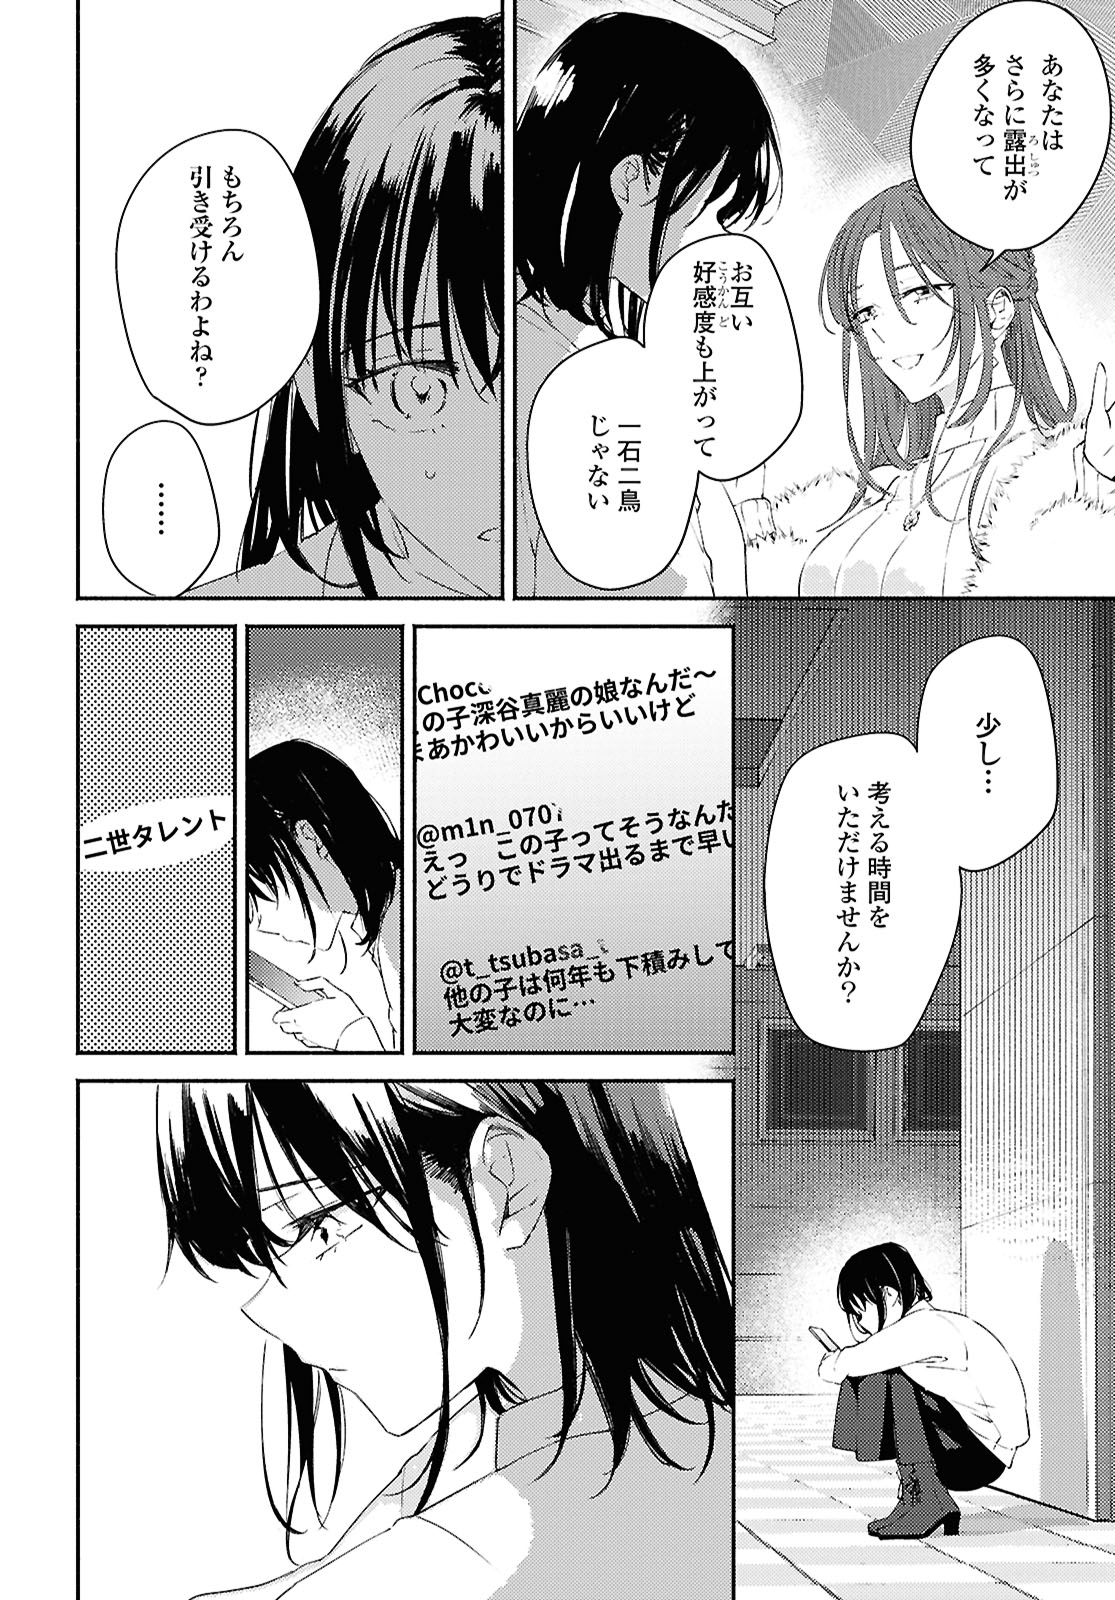 あなたは
さらに露出が
多くなって
お互い
好感度も上がって
一石二鳥
じゃない
もちろん
引き受けるわよね？
……
少し…
考える時間を
いただけませんか？
Choco
の子深谷真麗の娘なんだ～
まあかわいいからいいけど
@m1n_070
えっ　この子ってそうなんだ
どうりでドラマ出るまで早い
@t_tsubasa_
他の子は何年も下積みして
大変なのに…
二世タレント